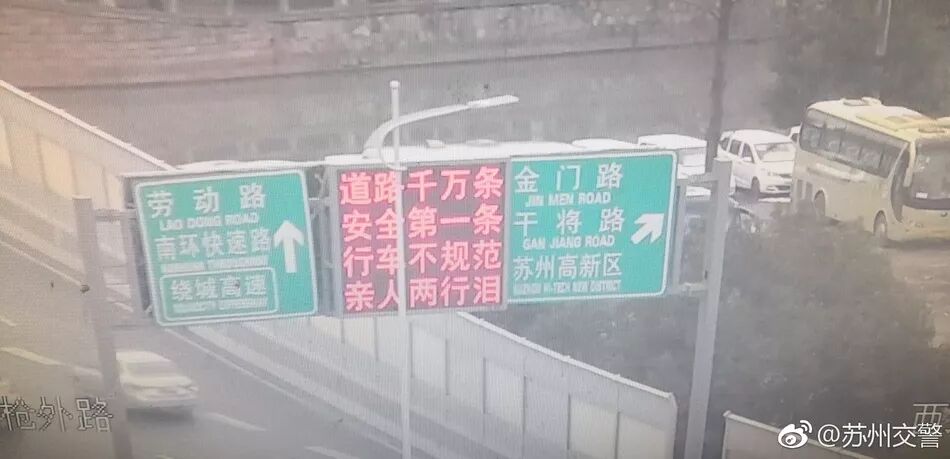 劳动路
LAO DONG ROAD
南环快速路
绕城高速
道路千万条
安全第一条
行车不规范
亲人两行泪
金门路
JIN MEN ROAD
干将路
GAN JIANG ROAD
苏州高新区
SUZHOU HI-TECH NEW DISTRICT
枪外路
西
@苏州交警